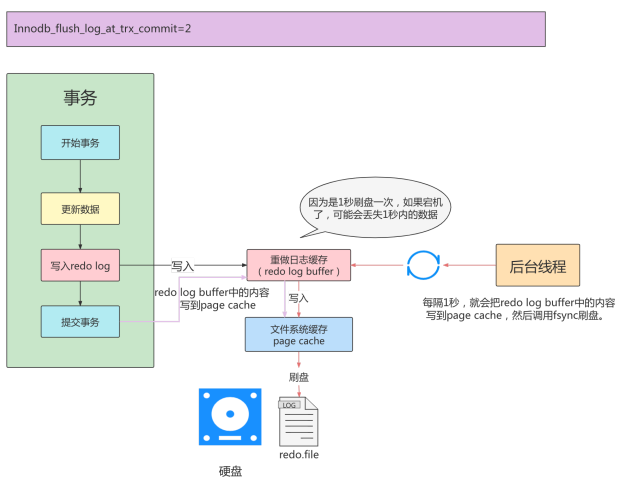 Innodb_flush_log_at_trx_commit=2
事务
开始事务
更新数据
写入redo log
提交事务
写入
redo log buffer中的内容
写到page cache
因为是1秒刷盘一次，如果宕机
了，可能会丢失1秒内的数据
重做日志缓存
（redo log buffer）
写入
文件系统缓存
page cache
刷盘
LOG
redo.file
硬盘
后台线程
每隔1秒，就会把redo log buffer中的内容
写到page cache，然后调用fsync刷盘。